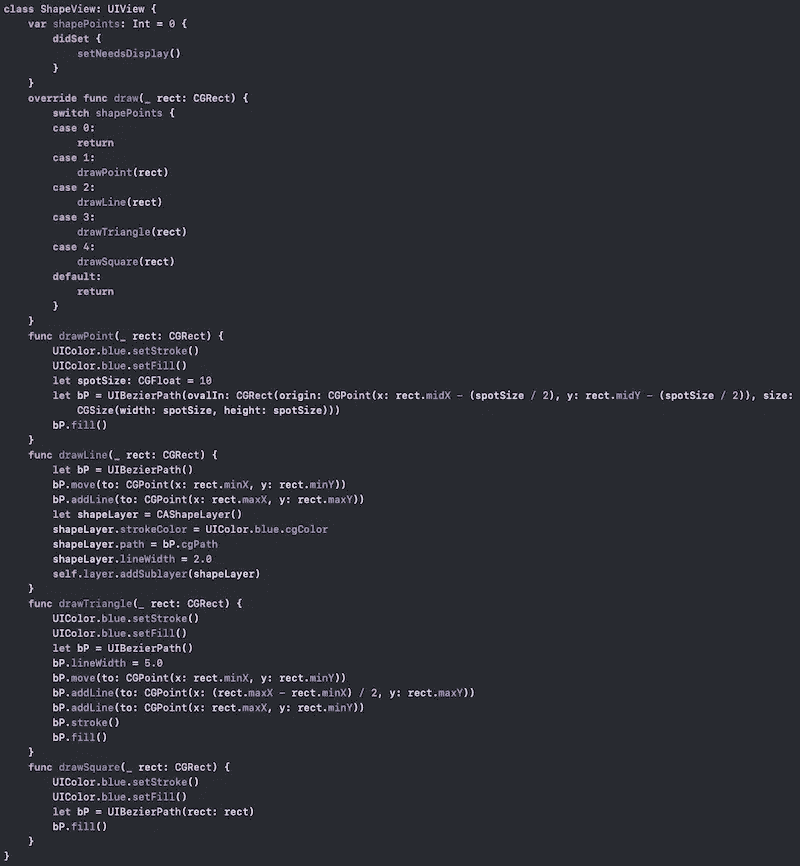 class ShapeView: UIView {
    var shapePoints: Int = 0 {
        didSet {
            setNeedsDisplay()
        }
    }
    override func draw(_ rect: CGRect) {
        switch shapePoints {
        case 0:
            return
        case 1:
            drawPoint(rect)
        case 2:
            drawLine(rect)
        case 3:
            drawTriangle(rect)
        case 4:
            drawSquare(rect)
        default:
            return
        }
    }
    func drawPoint(_ rect: CGRect) {
        UIColor.blue.setStroke()
        UIColor.blue.setFill()
        let spotSize: CGFloat = 10
        let bP = UIBezierPath(ovalIn: CGRect(origin: CGPoint(x: rect.midX - (spotSize / 2), y: rect.midY - (spotSize / 2)), size:
            CGSize(width: spotSize, height: spotSize)))
        bP.fill()
    }
    func drawLine(_ rect: CGRect) {
        let bP = UIBezierPath()
        bP.move(to: CGPoint(x: rect.minX, y: rect.minY))
        bP.addLine(to: CGPoint(x: rect.maxX, y: rect.maxY))
        let shapeLayer = CAShapeLayer()
        shapeLayer.strokeColor = UIColor.blue.cgColor
        shapeLayer.path = bP.cgPath
        shapeLayer.lineWidth = 2.0
        self.layer.addSublayer(shapeLayer)
    }
    func drawTriangle(_ rect: CGRect) {
        UIColor.blue.setStroke()
        UIColor.blue.setFill()
        let bP = UIBezierPath()
        bP.lineWidth = 5.0
        bP.move(to: CGPoint(x: rect.minX, y: rect.minY))
        bP.addLine(to: CGPoint(x: (rect.maxX - rect.minX) / 2, y: rect.maxY))
        bP.addLine(to: CGPoint(x: rect.maxX, y: rect.minY))
        bP.stroke()
        bP.fill()
    }
    func drawSquare(_ rect: CGRect) {
        UIColor.blue.setStroke()
        UIColor.blue.setFill()
        let bP = UIBezierPath(rect: rect)
        bP.fill()
    }
}